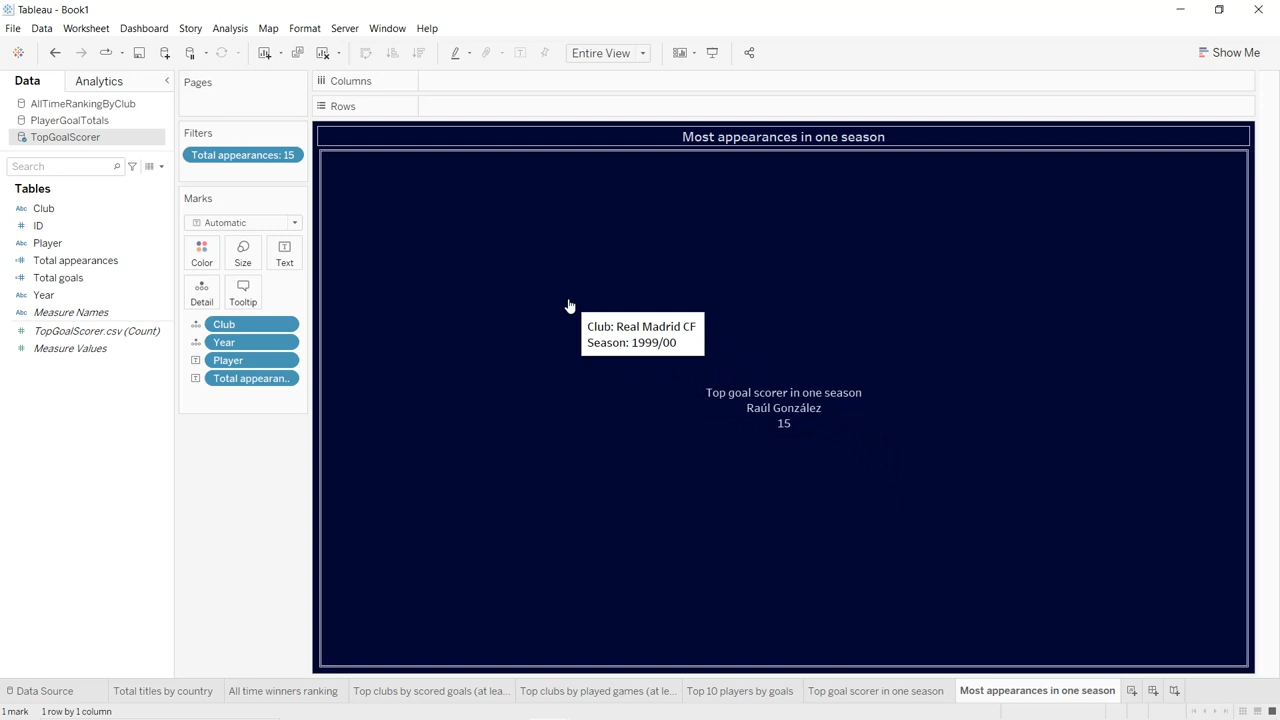 Tableau - Book1
File Data Worksheet Dashboard Story Analysis Map Format Server Window Help
Entire View
Show Me
Data Analytics
AllTimeRankingByClub
PlayerGoalTotals
TopGoalScorer
Search
Tables
Abc Club
# ID
Abc Player
Total appearances
Total goals
Abc Year
Measure Names
# TopGoalScorer.csv (Count)
# Measure Values
Pages
Filters
Total appearances: 15
Marks
Automatic
Color Size Text
Detail Tooltip
Club
Year
Player
Total appearan..
Columns
Rows
Most appearances in one season
Club: Real Madrid CF
Season: 1999/00
Top goal scorer in one season
Raúl González
15
Data Source Total titles by country All time winners ranking Top clubs by scored goals (at lea... Top clubs by played games (at le... Top 10 players by goals Top goal scorer in one season Most appearances in one season
1 mark 1 row by 1 column